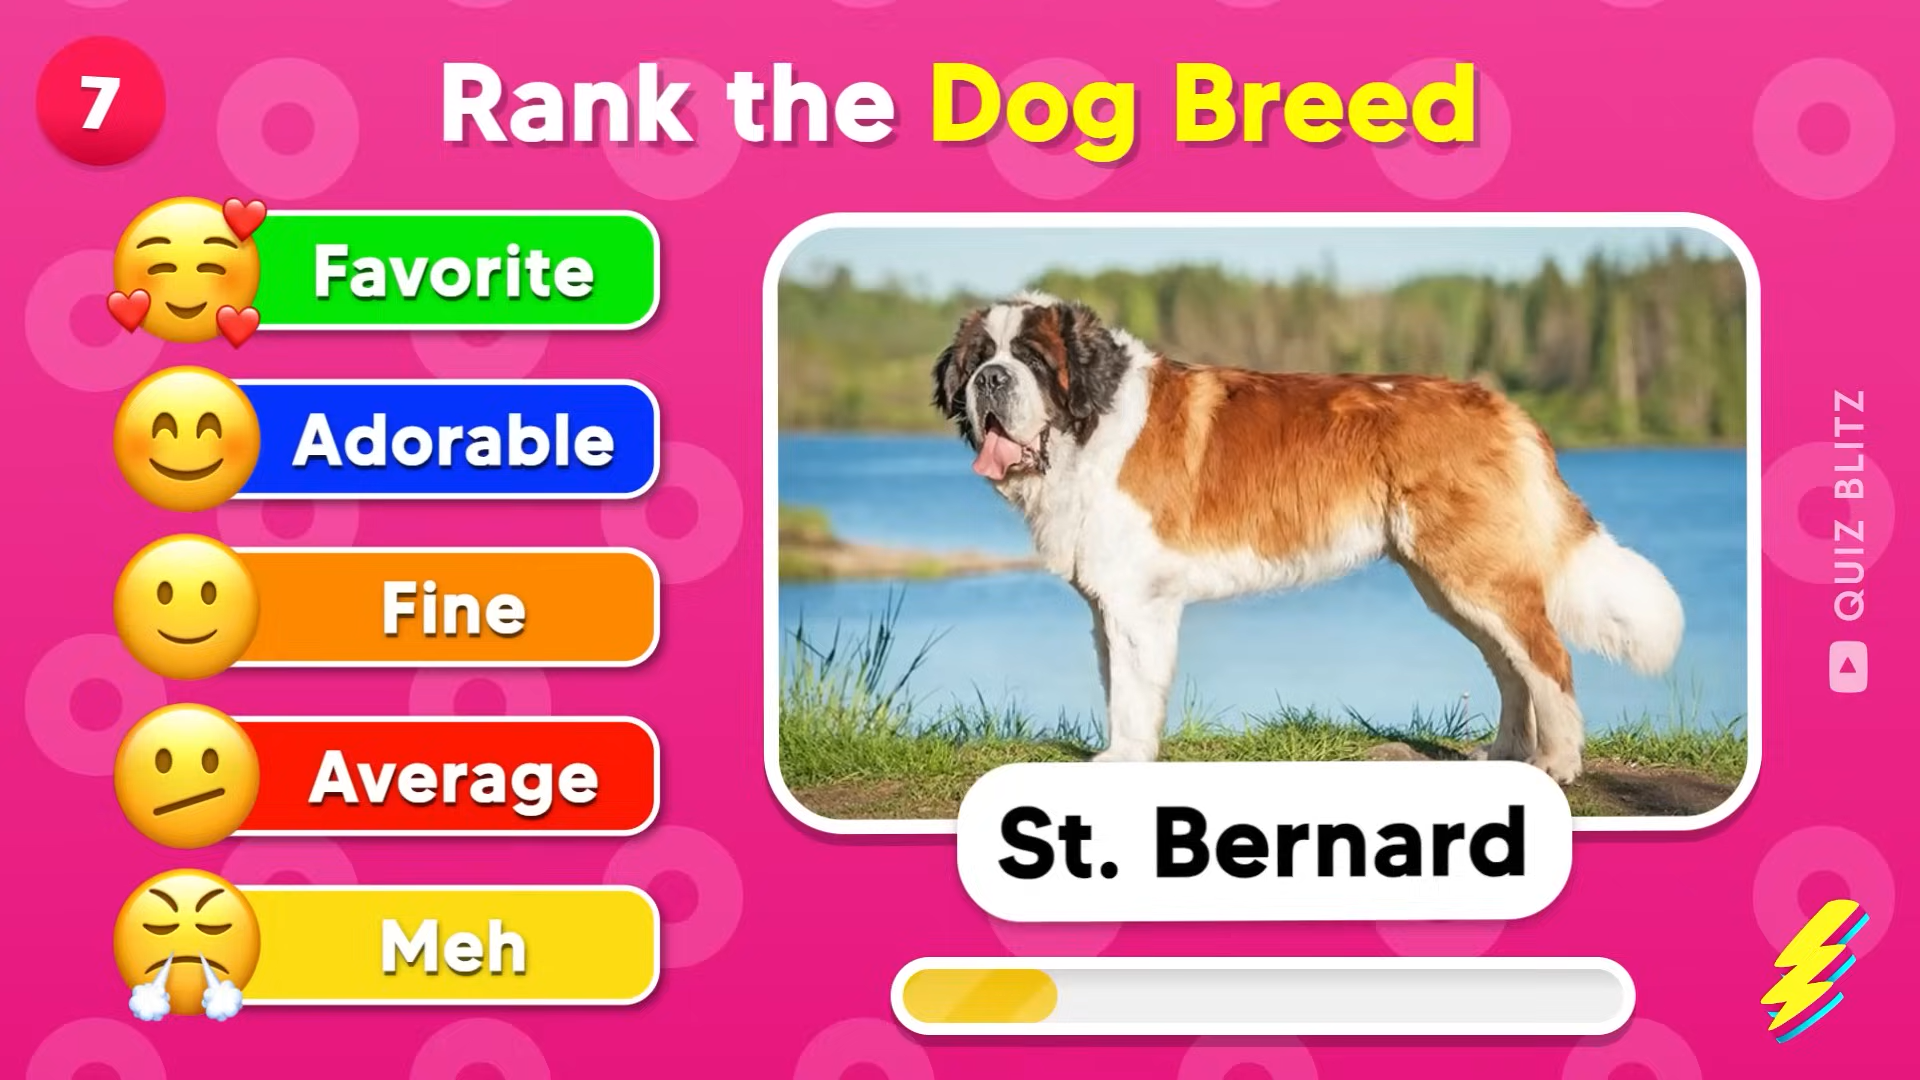 7
Rank the Dog Breed
Favorite
Adorable
Fine
Average
Meh
St. Bernard
QUIZ BLITZ